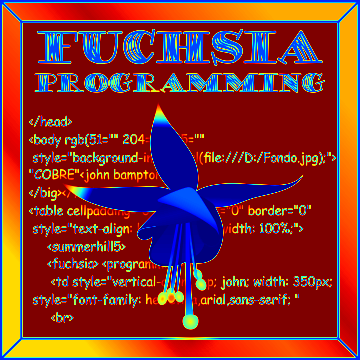 FUCHSIA
PROGRAMMING
</head>
<body rgb(51="" 204- =""
style="background- (file:///D:/Fondo.jpg);">
"COBRE"<john bampto
</big></
<table cellpadding 0" border="0"
style="text-align: width: 100%;">
<summerhill5>
<fuchsia> <program
<td style="vertical- john; width: 350px;
style="font-family: he ,arial,sans-serif; "
<br>